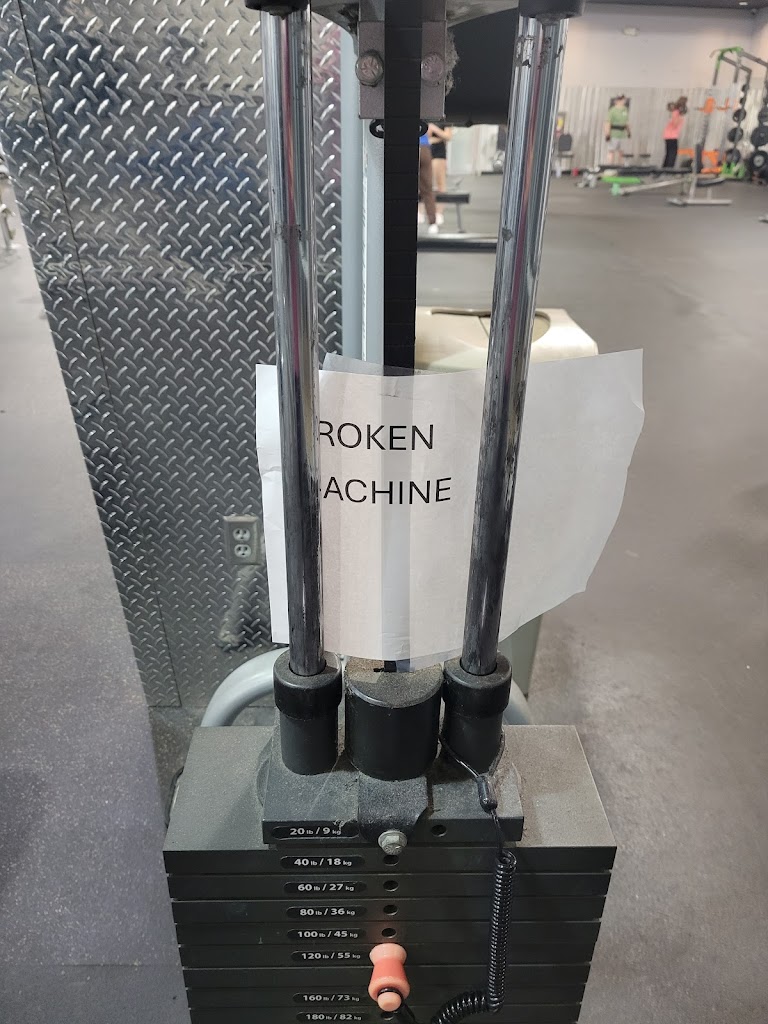 ROKEN
ACHINE
20 lb / 9 kg
40 lb / 18 kg
60 lb / 27 kg
80 lb / 36 kg
100 lb / 45 kg
120 lb / 55 kg
160 lb / 73 kg
180 lb / 82 kg